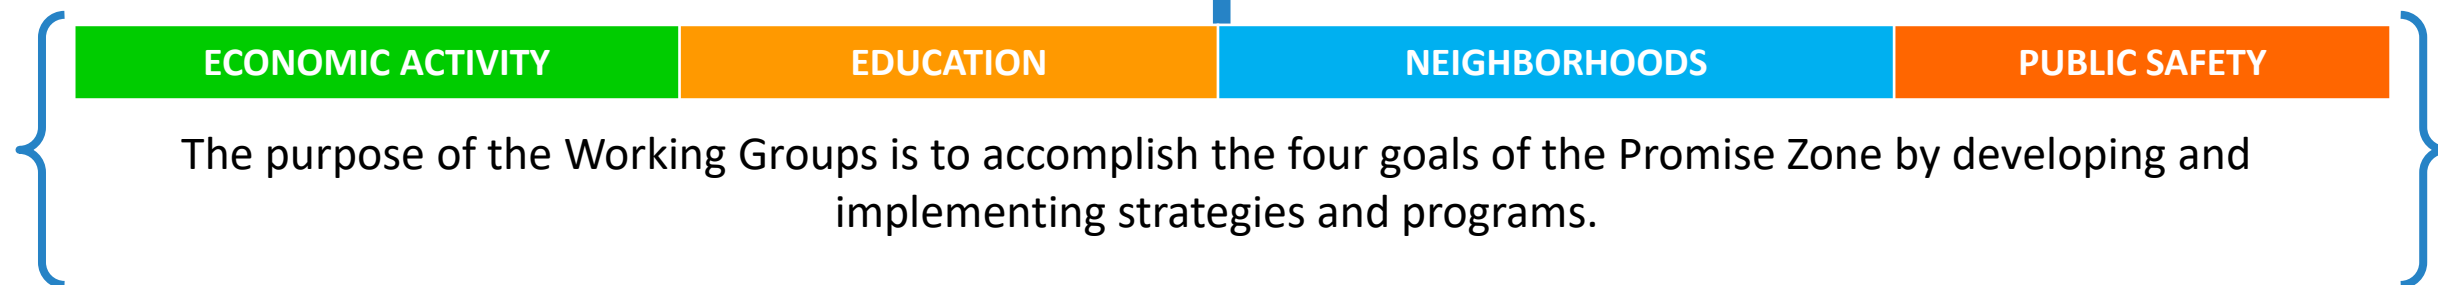 ECONOMIC ACTIVITY EDUCATION NEIGHBORHOODS PUBLIC SAFETY
The purpose of the Working Groups is to accomplish the four goals of the Promise Zone by developing and
implementing strategies and programs.